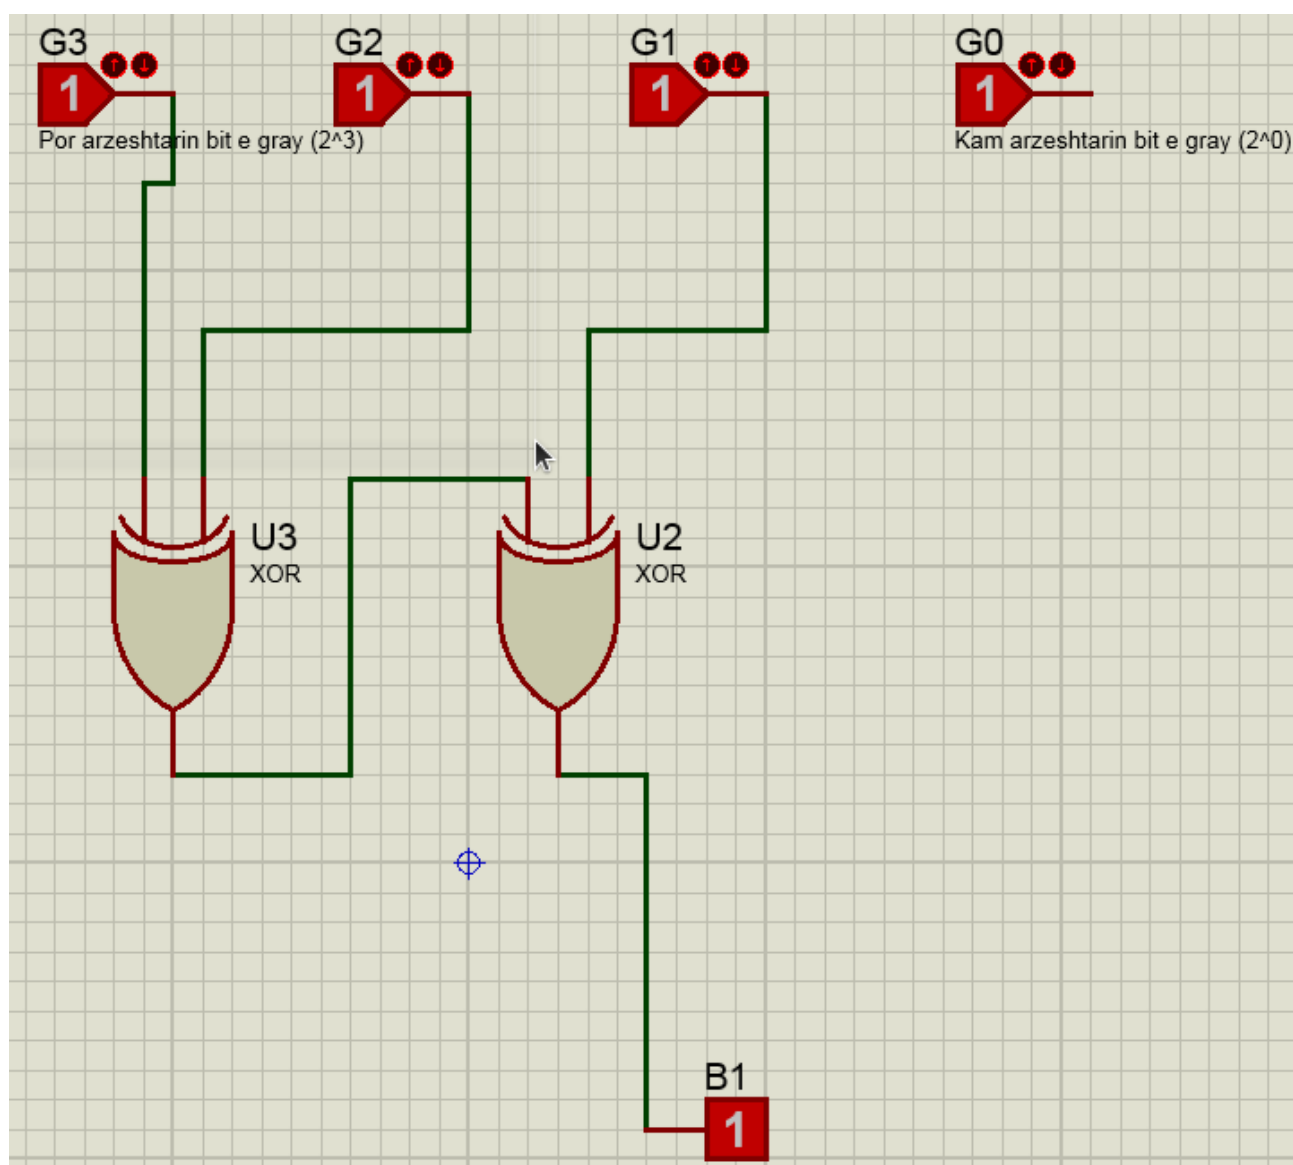 G3
G2
G1
G0
1
1
1
1
Por arzeshtarin bit e gray (2^3)
Kam arzeshtarin bit e gray (2^0)
U3
XOR
U2
XOR
B1
1